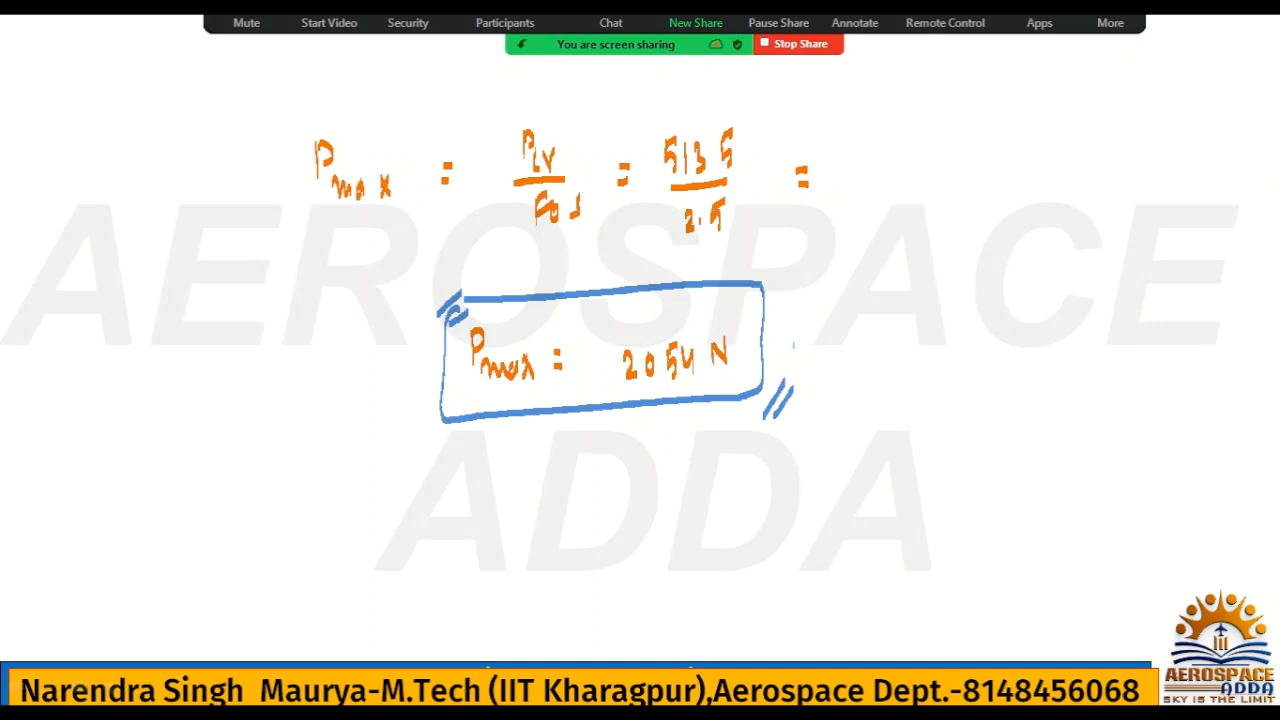 Mute Start Video Security Participants Chat New Share Pause Share Annotate Remote Control Apps More
You are screen sharing Stop Share
Pmax = Pcr / FOS = 5135 / 2.5 =
Pmax = 2054 N
AEROSPACE
ADDA
Narendra Singh Maurya-M.Tech (IIT Kharagpur),Aerospace Dept.-8148456068
AEROSPACE
ADDA
SKY IS THE LIMIT